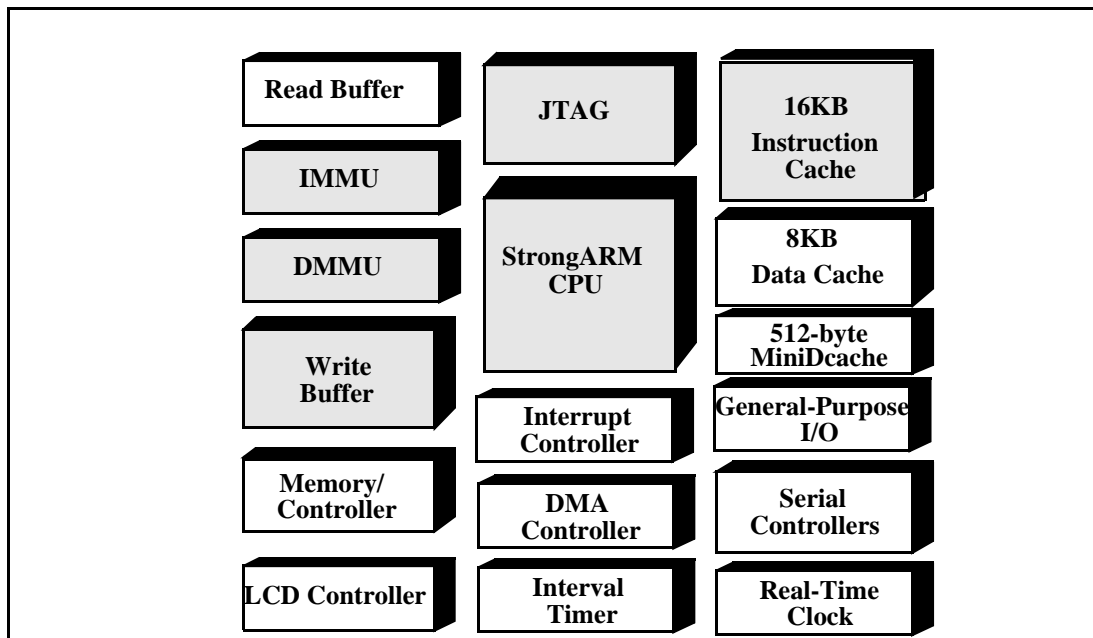 Read Buffer
IMMU
DMMU
Write
Buffer
Memory/
Controller
LCD Controller
JTAG
StrongARM
CPU
Interrupt
Controller
DMA
Controller
Interval
Timer
16KB
Instruction
Cache
8KB
Data Cache
512-byte
MiniDcache
General-Purpose
I/O
Serial
Controllers
Real-Time
Clock